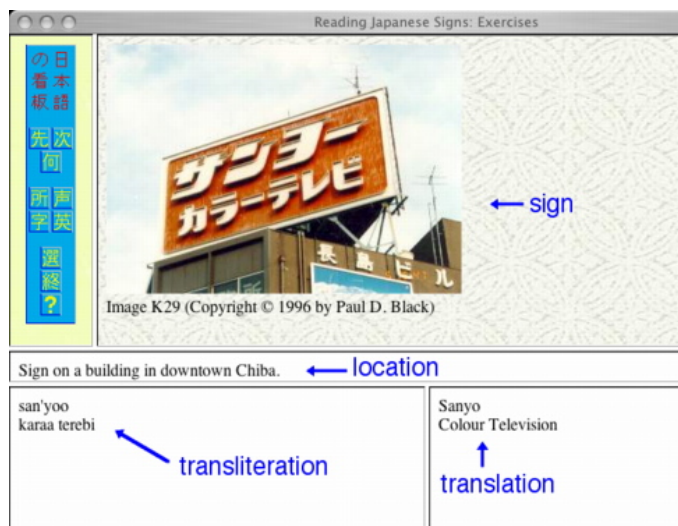 Reading Japanese Signs: Exercises
日本語
の看板
先次
何
所声
字英
選
終
?
サンヨー
カラーテレビ
長島ビル
Image K29 (Copyright © 1996 by Paul D. Black)
sign
Sign on a building in downtown Chiba.
location
san'yoo
karaa terebi
transliteration
Sanyo
Colour Television
translation